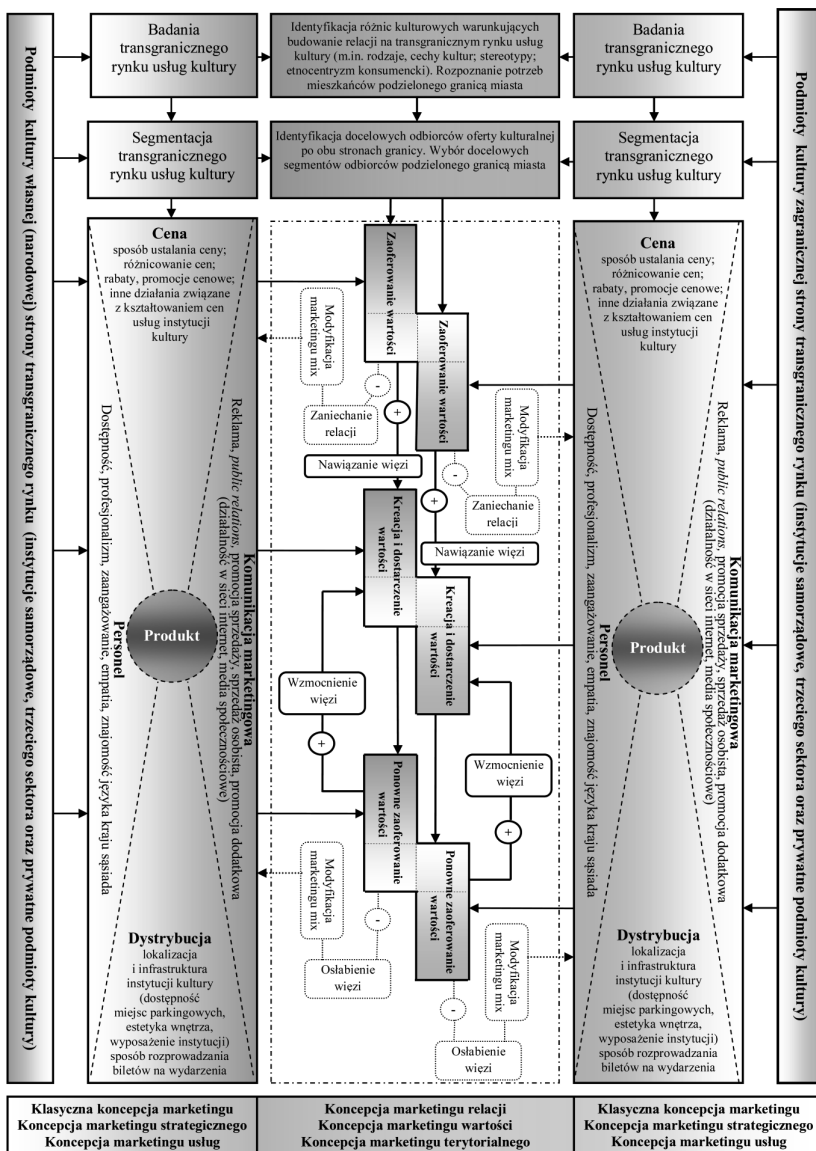 Podmioty kultury własnej (narodowej) strony transgranicznego rynku (instytucje samorządowe, trzeciego sektora oraz prywatne podmioty kultury)
Badania
transgranicznego
rynku usług kultury
Identyfikacja różnic kulturowych warunkujących
budowanie relacji na transgranicznym rynku usług
kultury (m.in. rodzaje, cechy kultur; stereotypy;
etnocentryzm konsumencki). Rozpoznanie potrzeb
mieszkańców podzielonego granicą miasta
Badania
transgranicznego
rynku usług kultury
Segmentacja
transgranicznego
rynku usług kultury
Identyfikacja docelowych odbiorców oferty kulturalnej
po obu stronach granicy. Wybór docelowych
segmentów odbiorców podzielonego granicą miasta
Segmentacja
transgranicznego
rynku usług kultury
Cena
sposób ustalania ceny;
różnicowanie cen;
rabaty, promocje cenowe;
inne działania związane
z kształtowaniem cen
usług instytucji
kultury
Dostępność, profesjonalizm, zaangażowanie, empatia, znajomość języka kraju sąsiada
Personel
Produkt
Komunikacja marketingowa
Reklama, public relations, promocja sprzedaży, sprzedaż osobista, promocja dodatkowa
(działalność w sieci internet, media społecznościowe)
Dystrybucja
lokalizacja
i infrastruktura
instytucji kultury
(dostępność
miejsc parkingowych,
estetyka wnętrza,
wyposażenie instytucji)
sposób rozprowadzania
biletów na wydarzenia
Zaoferowanie wartości
Zaoferowanie wartości
Modyfikacja
marketingu mix
-
Zaniechanie
relacji
+
Nawiązanie więzi
Modyfikacja
marketingu mix
-
Zaniechanie
relacji
+
Nawiązanie więzi
Kreacja i dostarczenie
wartości
Kreacja i dostarczenie
wartości
Wzmocnienie
więzi
+
Wzmocnienie
więzi
+
Ponowne zaoferowanie
wartości
Ponowne zaoferowanie
wartości
Modyfikacja
marketingu mix
-
Osłabienie
więzi
Modyfikacja
marketingu mix
-
Osłabienie
więzi
Cena
sposób ustalania ceny;
różnicowanie cen;
rabaty, promocje cenowe;
inne działania związane
z kształtowaniem cen
usług instytucji
kultury
Dostępność, profesjonalizm, zaangażowanie, empatia, znajomość języka kraju sąsiada
Personel
Produkt
Komunikacja marketingowa
Reklama, public relations, promocja sprzedaży, sprzedaż osobista, promocja dodatkowa
(działalność w sieci internet, media społecznościowe)
Dystrybucja
lokalizacja
i infrastruktura
instytucji kultury
(dostępność
miejsc parkingowych,
estetyka wnętrza,
wyposażenie instytucji)
sposób rozprowadzania
biletów na wydarzenia
Podmioty kultury zagranicznej strony transgranicznego rynku (instytucje samorządowe, trzeciego sektora oraz prywatne podmioty kultury)
Klasyczna koncepcja marketingu
Koncepcja marketingu strategicznego
Koncepcja marketingu usług
Koncepcja marketingu relacji
Koncepcja marketingu wartości
Koncepcja marketingu terytorialnego
Klasyczna koncepcja marketingu
Koncepcja marketingu strategicznego
Koncepcja marketingu usług